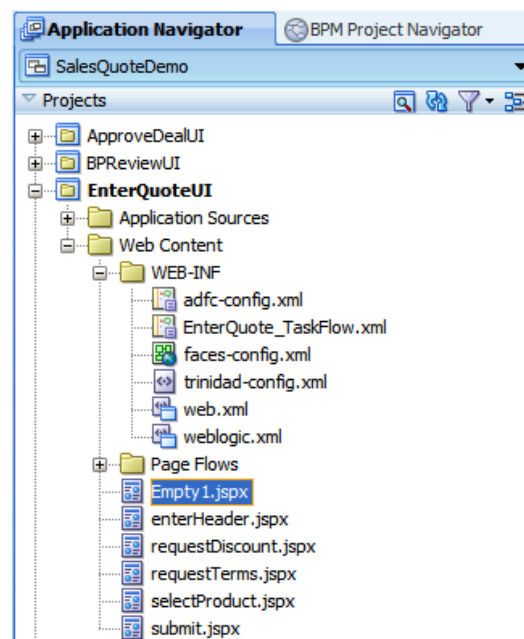 Application Navigator BPM Project Navigator
SalesQuoteDemo
Projects
ApproveDealUI
BPReviewUI
EnterQuoteUI
Application Sources
Web Content
WEB-INF
adfc-config.xml
EnterQuote_TaskFlow.xml
faces-config.xml
trinidad-config.xml
web.xml
weblogic.xml
Page Flows
Empty1.jspx
enterHeader.jspx
requestDiscount.jspx
requestTerms.jspx
selectProduct.jspx
submit.jspx